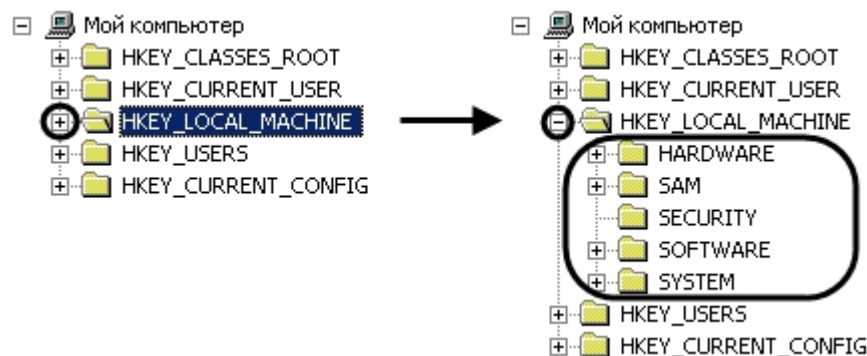 Мой компьютер
HKEY_CLASSES_ROOT
HKEY_CURRENT_USER
HKEY_LOCAL_MACHINE
HKEY_USERS
HKEY_CURRENT_CONFIG
Мой компьютер
HKEY_CLASSES_ROOT
HKEY_CURRENT_USER
HKEY_LOCAL_MACHINE
HARDWARE
SAM
SECURITY
SOFTWARE
SYSTEM
HKEY_USERS
HKEY_CURRENT_CONFIG